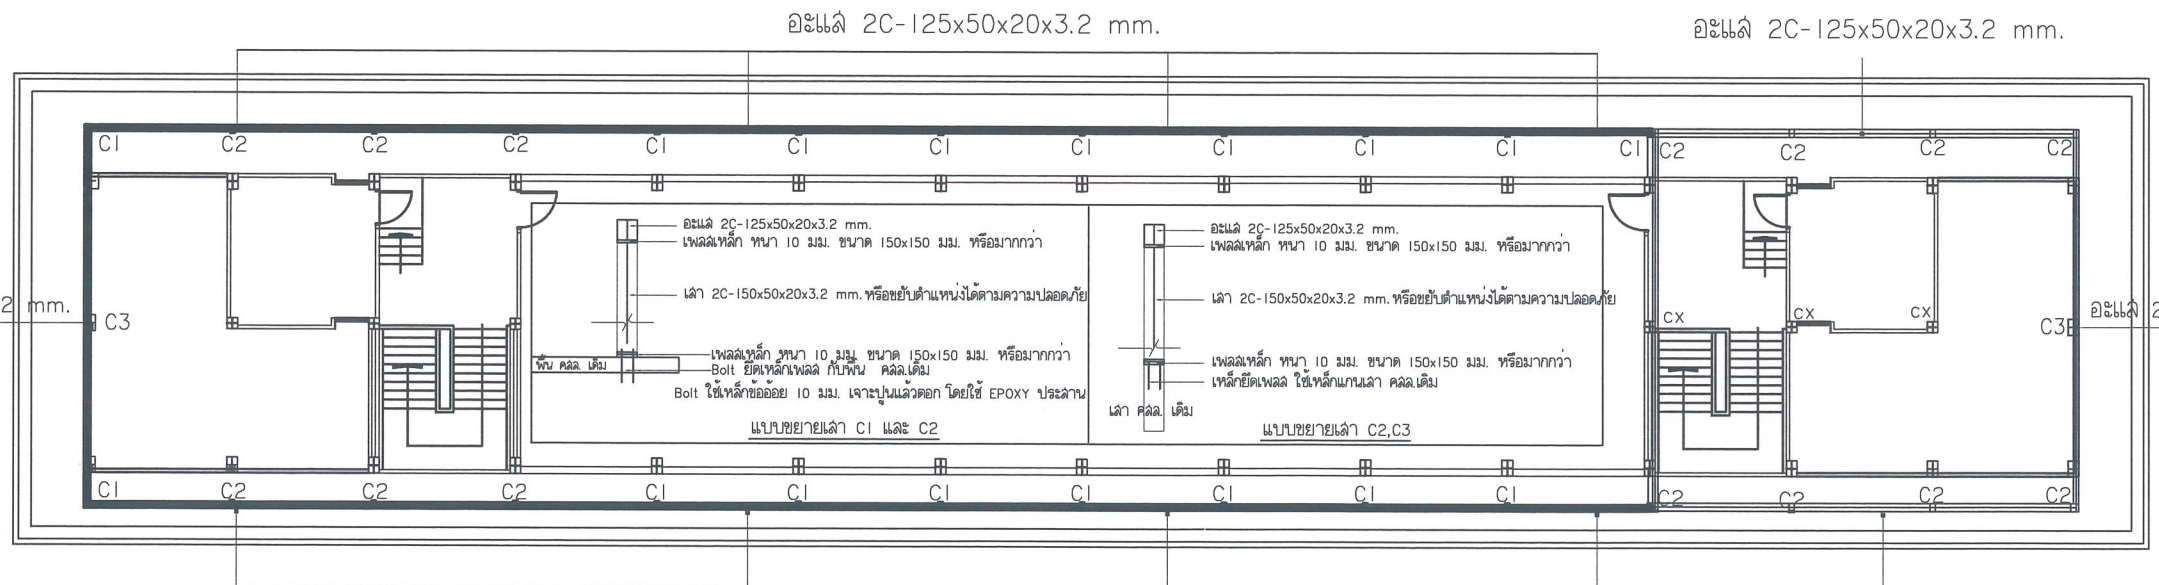 อะแส 2C-125x50x20x3.2 mm.
อะแส 2C-125x50x20x3.2 mm.
C1 C2 C2 C2 C1 C1 C1 C1 C1 C1 C1 C1 C2 C2 C2 C2
อะแส 2C-125x50x20x3.2 mm.
เพลสเหล็ก หนา 10 มม. ขนาด 150x150 มม. หรือมากกว่า
เสา 2C-150x50x20x3.2 mm. หรือขยับตำแหน่งได้ตามความปลอดภัย
เพลสเหล็ก หนา 10 มม. ขนาด 150x150 มม. หรือมากกว่า
พื้น คสล. เดิม
Bolt ยึดเหล็กเพลส กับพื้น คสล.เดิม
Bolt ใช้เหล็กข้ออ้อย 10 มม. เจาะปูนแล้วตอก โดยใช้ EPOXY ประสาน
แบบขยายเสา C1 และ C2
อะแส 2C-125x50x20x3.2 mm.
เพลสเหล็ก หนา 10 มม. ขนาด 150x150 มม. หรือมากกว่า
เสา 2C-150x50x20x3.2 mm. หรือขยับตำแหน่งได้ตามความปลอดภัย
เพลสเหล็ก หนา 10 มม. ขนาด 150x150 มม. หรือมากกว่า
เหล็กยึดเพลส ใช้เหล็กแกนเสา คสล.เดิม
เสา คสล. เดิม
แบบขยายเสา C2,C3
2 mm.
C3
CX CX CX
C3
อะแส 2
C1 C2 C2 C2 C1 C1 C1 C1 C1 C1 C1 C2 C2 C2 C2